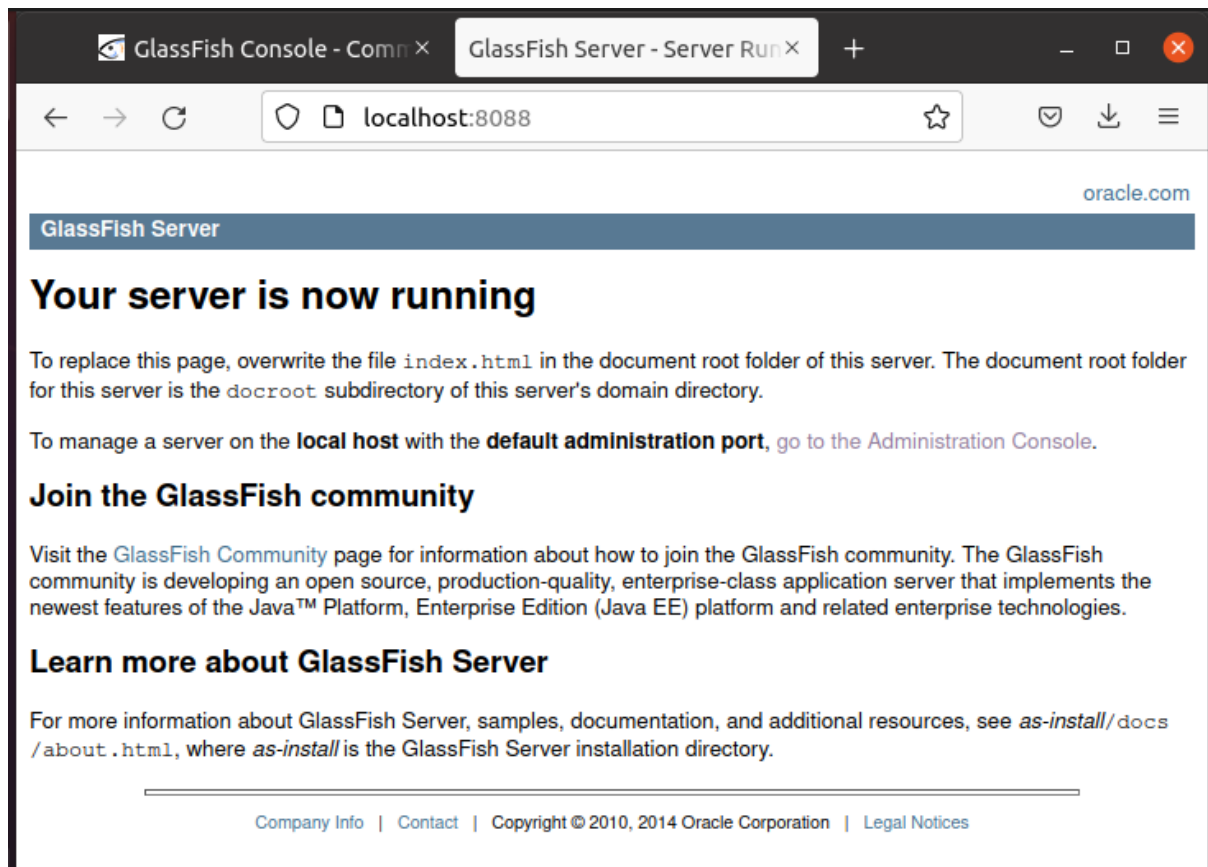 GlassFish Console - Comm
GlassFish Server - Server Run
localhost:8088
oracle.com
GlassFish Server
Your server is now running
To replace this page, overwrite the file index.html in the document root folder of this server. The document root folder
for this server is the docroot subdirectory of this server's domain directory.
To manage a server on the local host with the default administration port, go to the Administration Console.
Join the GlassFish community
Visit the GlassFish Community page for information about how to join the GlassFish community. The GlassFish
community is developing an open source, production-quality, enterprise-class application server that implements the
newest features of the Java™ Platform, Enterprise Edition (Java EE) platform and related enterprise technologies.
Learn more about GlassFish Server
For more information about GlassFish Server, samples, documentation, and additional resources, see as-install/docs
/about.html, where as-install is the GlassFish Server installation directory.
Company Info | Contact | Copyright © 2010, 2014 Oracle Corporation | Legal Notices